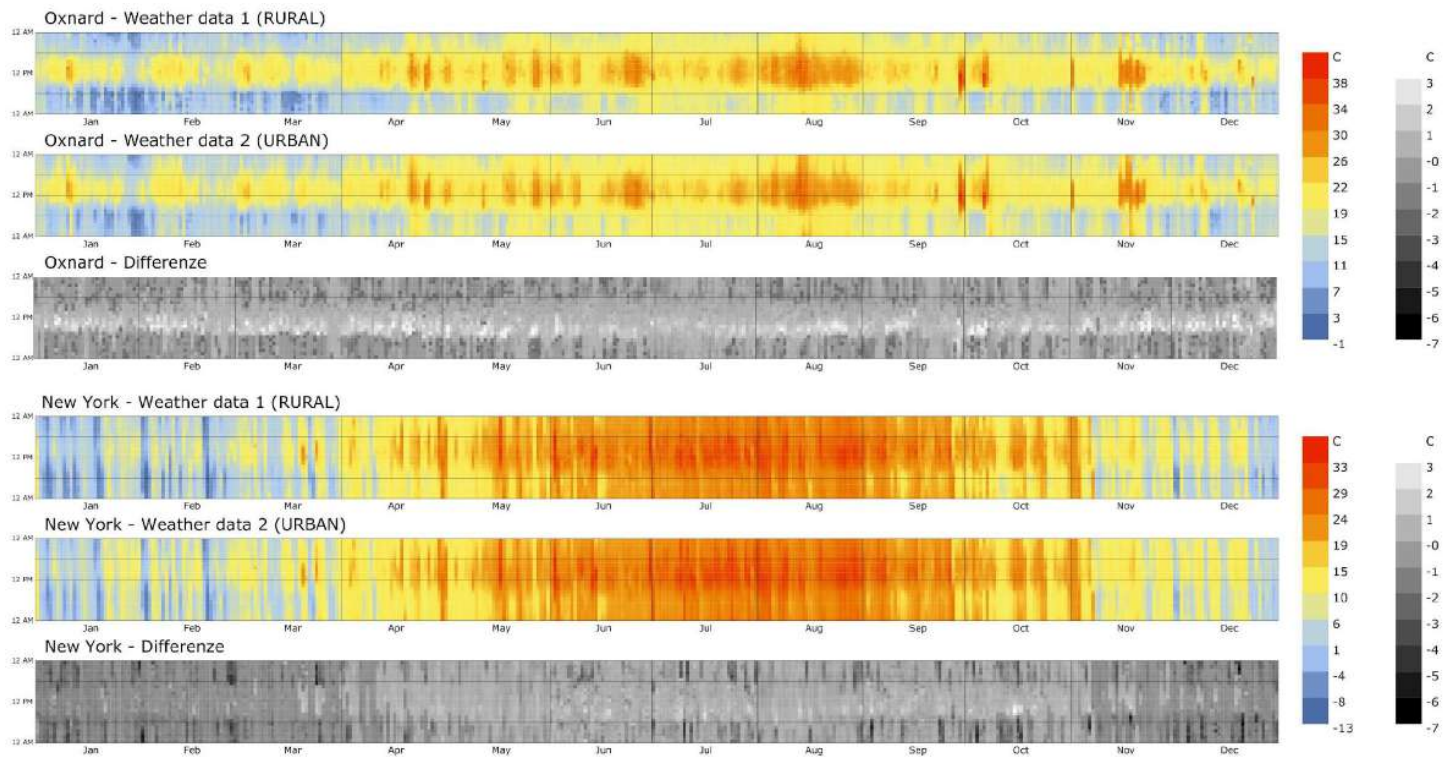 Oxnard - Weather data 1 (RURAL)
12 AM
12 PM
12 AM
Jan Feb Mar Apr May Jun Jul Aug Sep Oct Nov Dec
Oxnard - Weather data 2 (URBAN)
12 AM
12 PM
12 AM
Jan Feb Mar Apr May Jun Jul Aug Sep Oct Nov Dec
Oxnard - Differenze
12 AM
12 PM
12 AM
Jan Feb Mar Apr May Jun Jul Aug Sep Oct Nov Dec
C
38
34
30
26
22
19
15
11
7
3
-1
C
3
2
1
-0
-1
-2
-3
-4
-5
-6
-7
New York - Weather data 1 (RURAL)
12 AM
12 PM
12 AM
Jan Feb Mar Apr May Jun Jul Aug Sep Oct Nov Dec
New York - Weather data 2 (URBAN)
12 AM
12 PM
12 AM
Jan Feb Mar Apr May Jun Jul Aug Sep Oct Nov Dec
New York - Differenze
12 AM
12 PM
12 AM
Jan Feb Mar Apr May Jun Jul Aug Sep Oct Nov Dec
C
33
29
24
19
15
10
6
1
-4
-8
-13
C
3
2
1
-0
-1
-2
-3
-4
-5
-6
-7